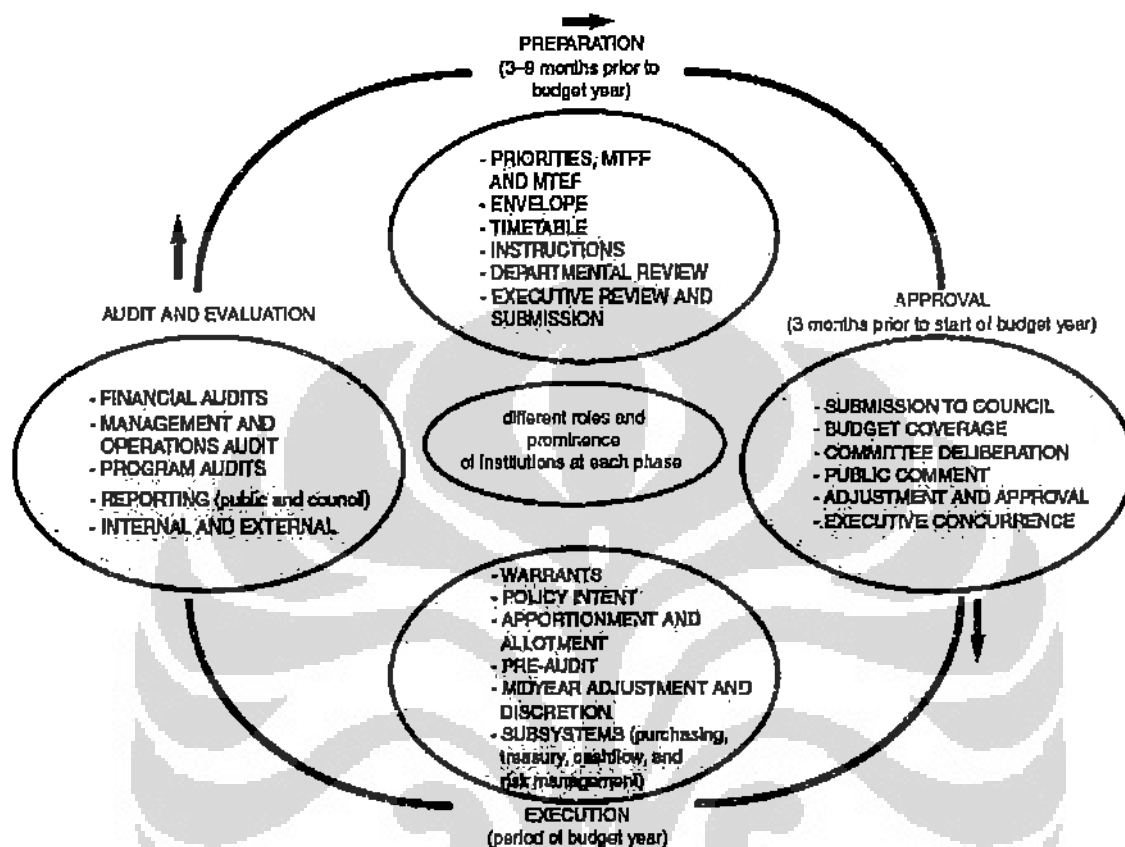 PREPARATION
(3–9 months prior to
budget year)
- PRIORITIES, MTFF
AND MTEF
- ENVELOPE
- TIMETABLE
- INSTRUCTIONS
- DEPARTMENTAL REVIEW
- EXECUTIVE REVIEW AND
SUBMISSION
AUDIT AND EVALUATION
- FINANCIAL AUDITS
- MANAGEMENT AND
OPERATIONS AUDIT
- PROGRAM AUDITS
- REPORTING (public and council)
- INTERNAL AND EXTERNAL
different roles and
prominence
of institutions at each phase
APPROVAL
(3 months prior to start of budget year)
- SUBMISSION TO COUNCIL
- BUDGET COVERAGE
- COMMITTEE DELIBERATION
- PUBLIC COMMENT
- ADJUSTMENT AND APPROVAL
- EXECUTIVE CONCURRENCE
- WARRANTS
- POLICY INTENT
- APPORTIONMENT AND
ALLOTMENT
- PRE-AUDIT
- MIDYEAR ADJUSTMENT AND
DISCRETION
- SUBSYSTEMS (purchasing,
treasury, cashflow, and
risk management)
EXECUTION
(period of budget year)